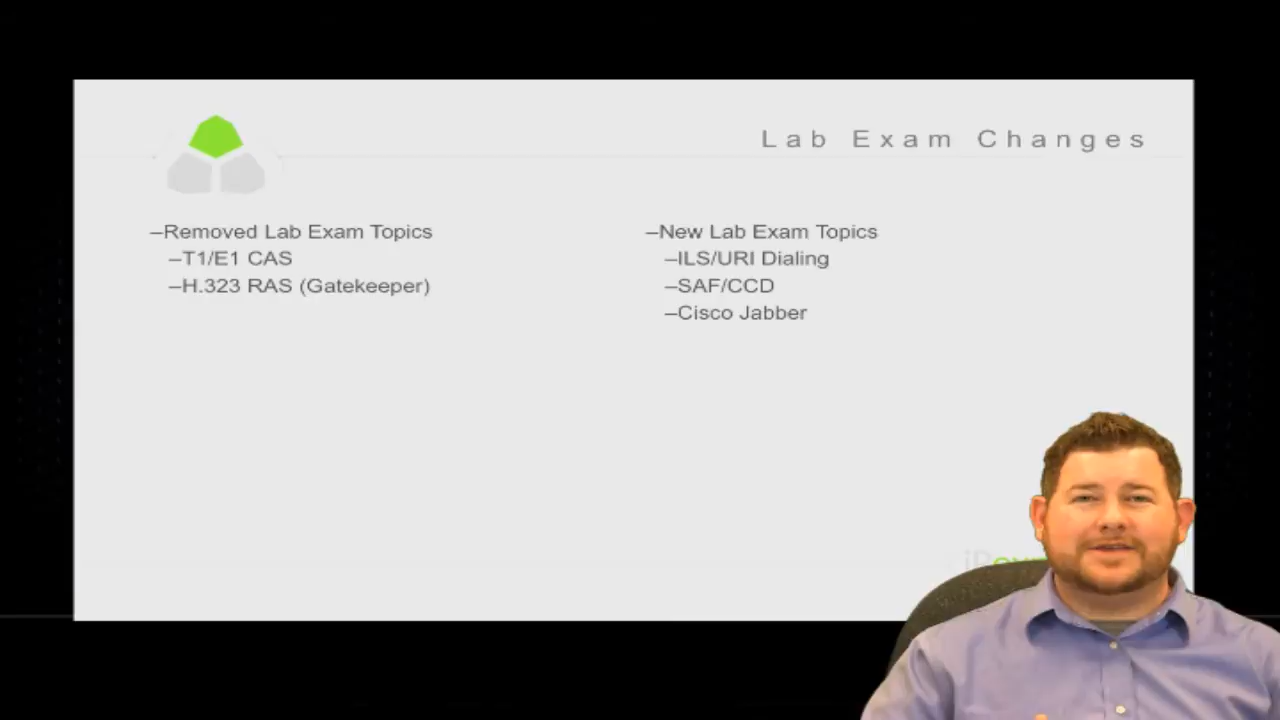 Lab Exam Changes
–Removed Lab Exam Topics
–T1/E1 CAS
–H.323 RAS (Gatekeeper)
–New Lab Exam Topics
–ILS/URI Dialing
–SAF/CCD
–Cisco Jabber